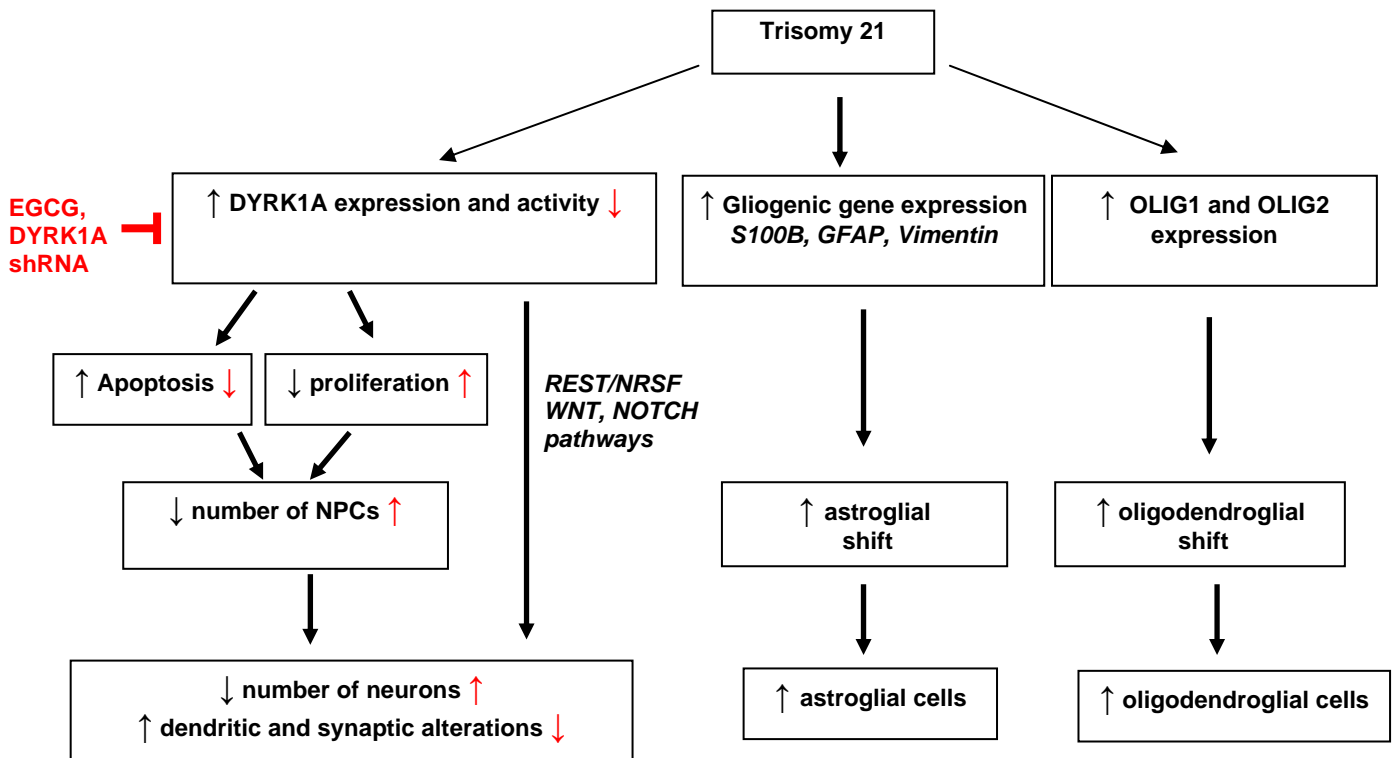 Trisomy 21
EGCG,
DYRK1A
shRNA
↑ DYRK1A expression and activity ↓
↑ Gliogenic gene expression
S100B, GFAP, Vimentin
↑ OLIG1 and OLIG2
expression
↑ Apoptosis ↓
↓ proliferation ↑
REST/NRSF
WNT, NOTCH
pathways
↓ number of NPCs ↑
↑ astroglial
shift
↑ oligodendroglial
shift
↓ number of neurons ↑
↑ dendritic and synaptic alterations ↓
↑ astroglial cells
↑ oligodendroglial cells